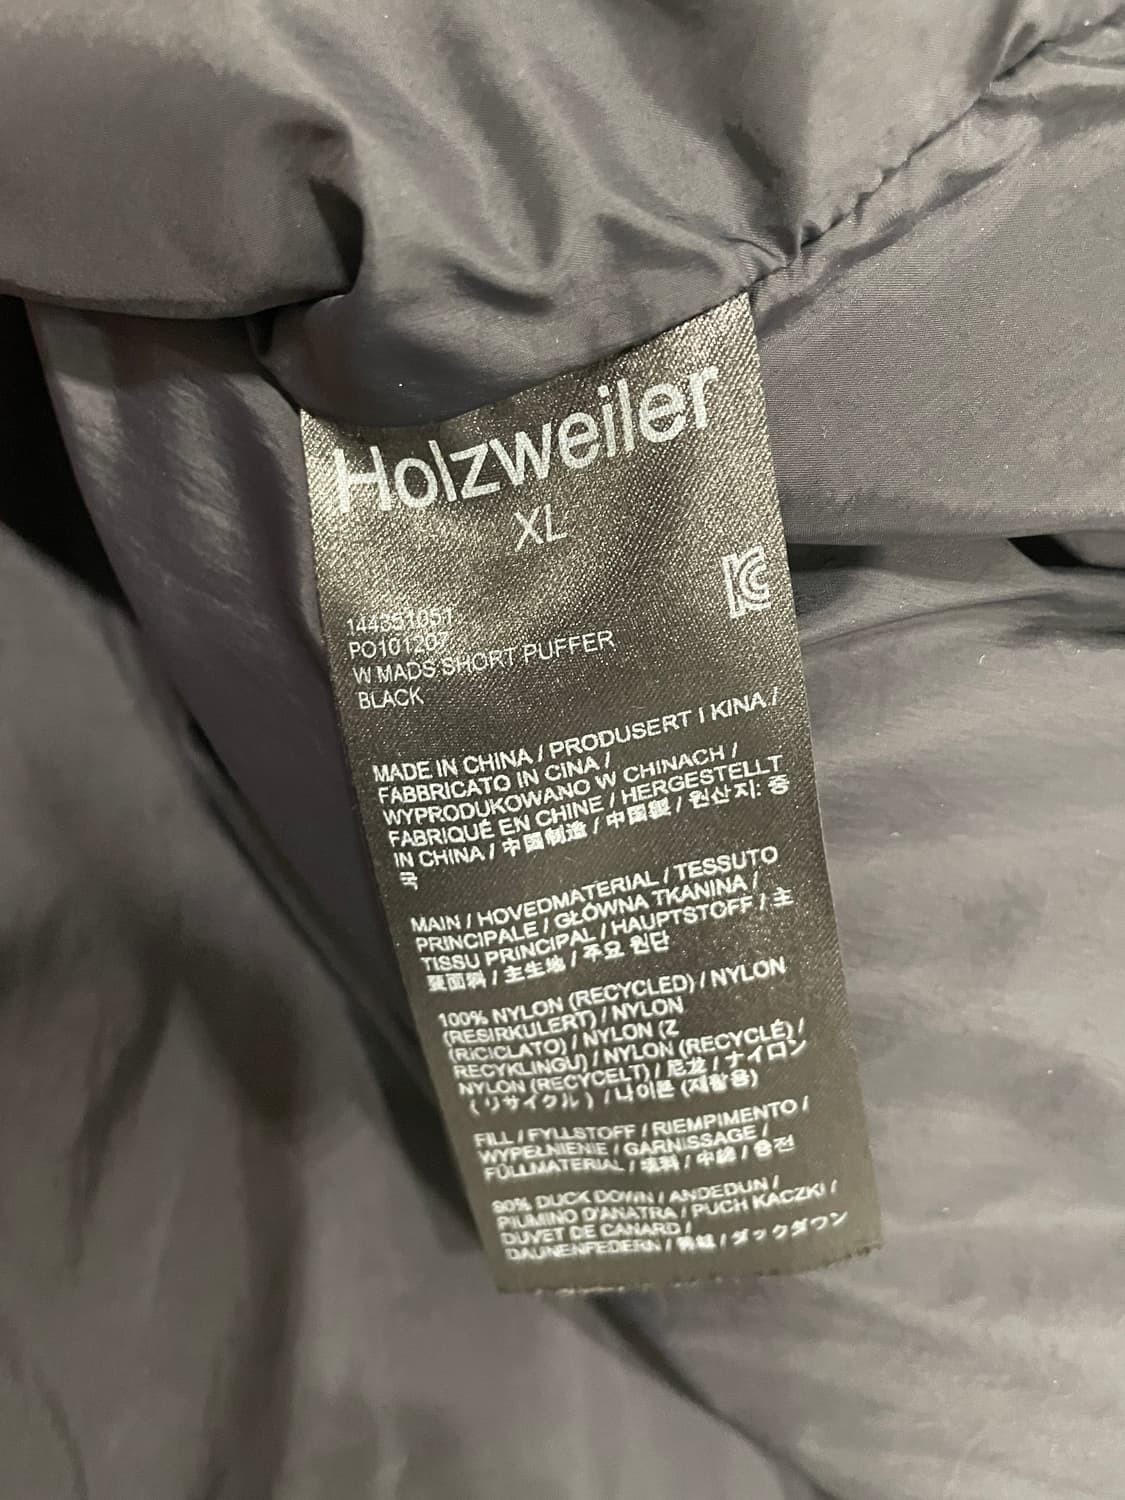 Holzweiler
XL
144351051
PO101207
W MADS SHORT PUFFER
BLACK
MADE IN CHINA / PRODUSERT I KINA /
FABBRICATO IN CINA /
WYPRODUKOWANO W CHINACH /
FABRIQUÉ EN CHINE / HERGESTELLT
IN CHINA / 中国制造 / 中国製 / 원산지: 중
국
MAIN / HOVEDMATERIAL / TESSUTO
PRINCIPALE / GŁÓWNA TKANINA /
TISSU PRINCIPAL / HAUPTSTOFF / 主
要面料 / 主生地 / 주요 원단
100% NYLON (RECYCLED) / NYLON
(RESIRKULERT) / NYLON
(RICICLATO) / NYLON (Z
RECYKLINGU) / NYLON (RECYCLÉ) /
NYLON (RECYCELT) / 尼龙 / ナイロン
(リサイクル) / 나이론 (재활용)
FILL / FYLLSTOFF / RIEMPIMENTO /
WYPEŁNIENIE / GARNISSAGE /
FÜLLMATERIAL / 填料 / 中綿 / 충전
90% DUCK DOWN / ANDEDUN /
PIUMINO D'ANATRA / PUCH KACZKI /
DUVET DE CANARD /
DAUNENFEDERN / / ダックダウン